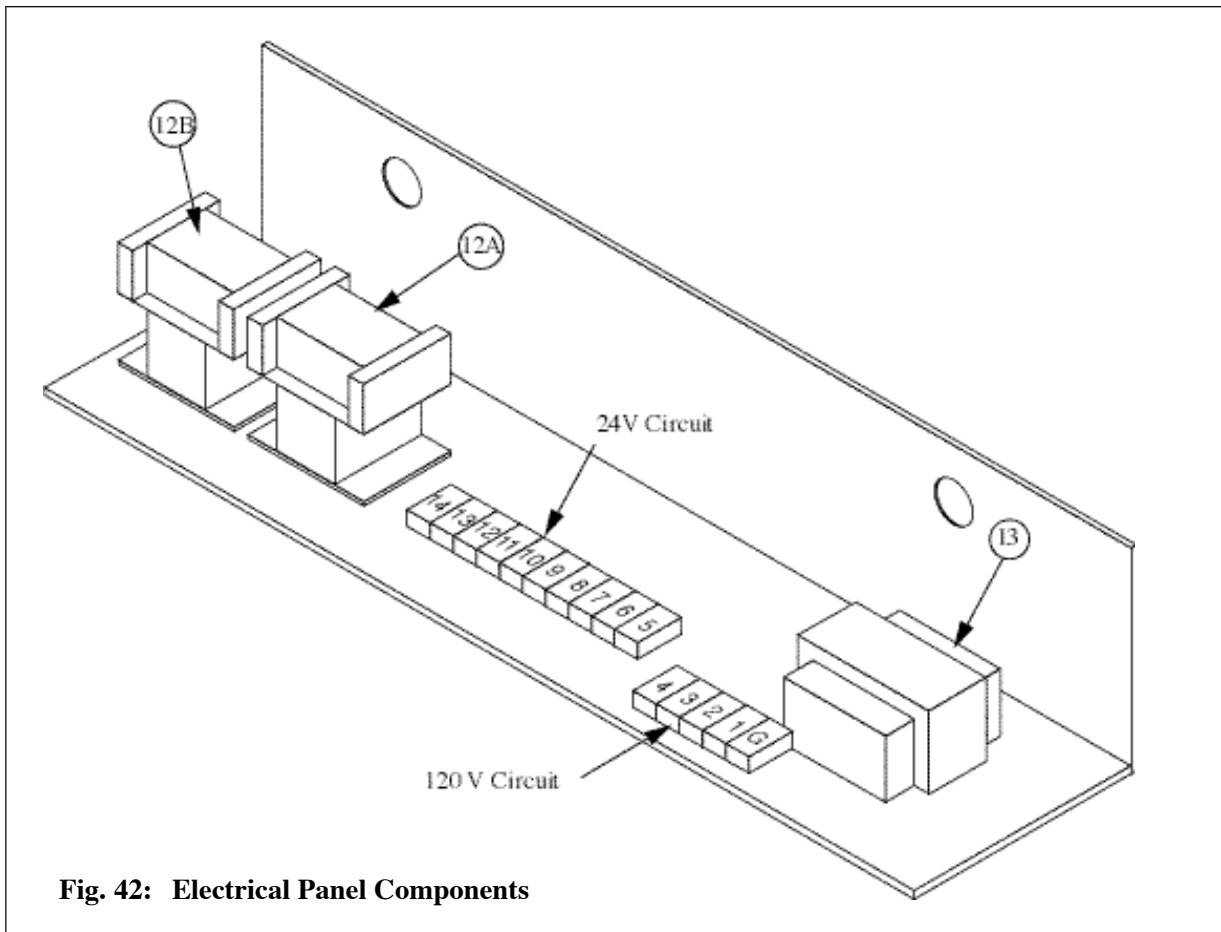 12B
12A
24V Circuit
14 13 12 11 10 9 8 7 6 5
13
4 3 2 1 G
120 V Circuit
Fig. 42: Electrical Panel Components